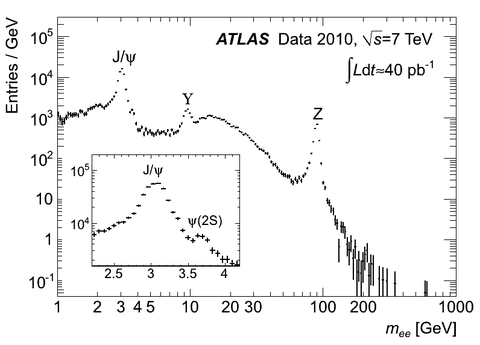 Entries / GeV
10⁵
10⁴
10³
10²
10
1
10⁻¹
ATLAS Data 2010, √s=7 TeV
∫Ldt≈40 pb⁻¹
J/ψ
Υ
Z
J/ψ
ψ(2S)
10⁵
10⁴
2.5 3 3.5 4
1 2 3 4 5 10 20 30 100 200 1000
mₑₑ [GeV]